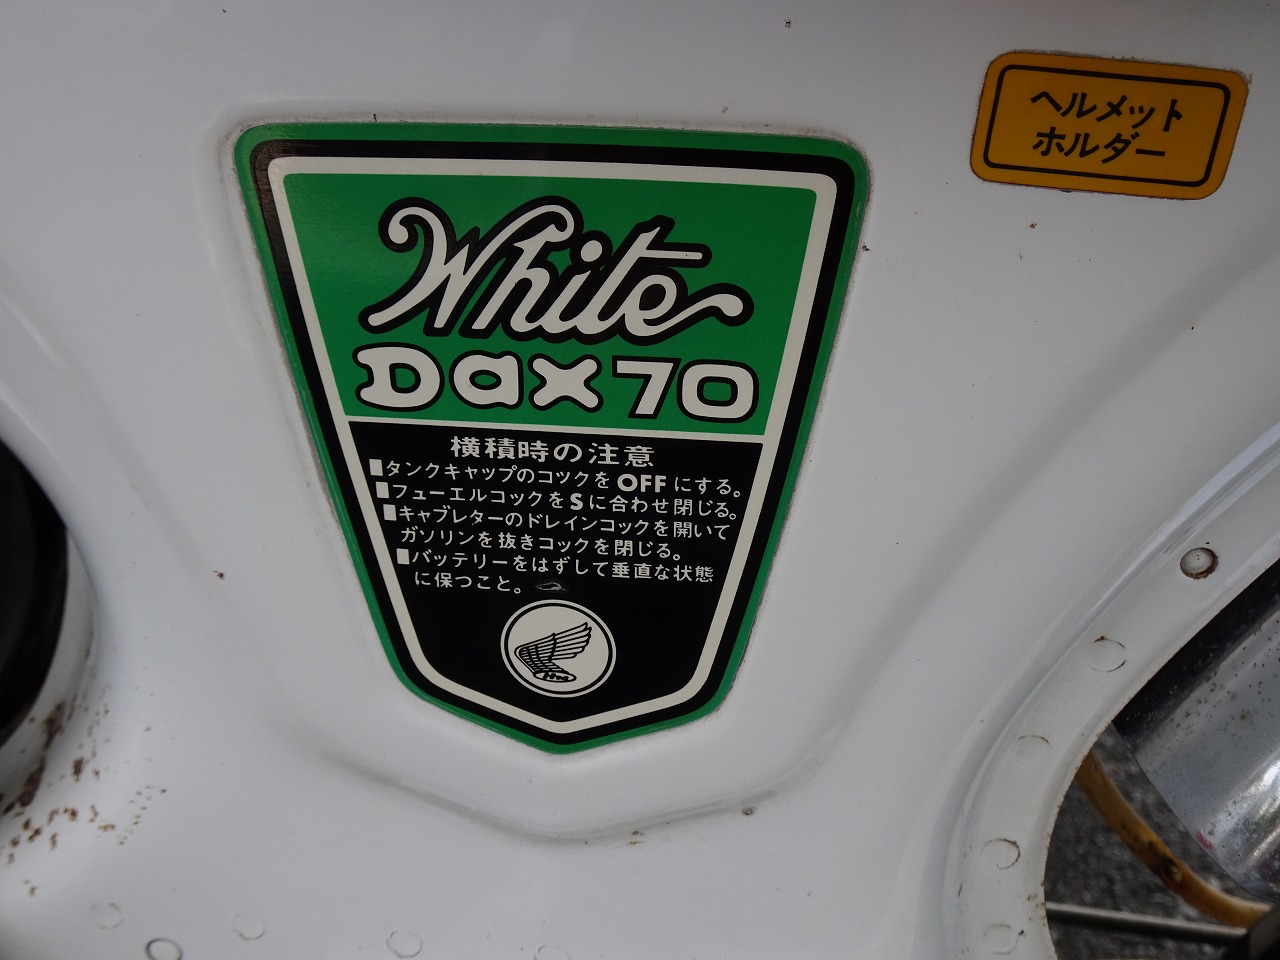 ヘルメット
ホルダー
White
DAX 70
横積時の注意
■タンクキャップのコックをOFFにする。
■フューエルコックをSに合わせ閉じる。
■キャブレターのドレインコックを開いて
ガソリンを抜きコックを閉じる。
■バッテリーをはずして垂直な状態
に保つこと。